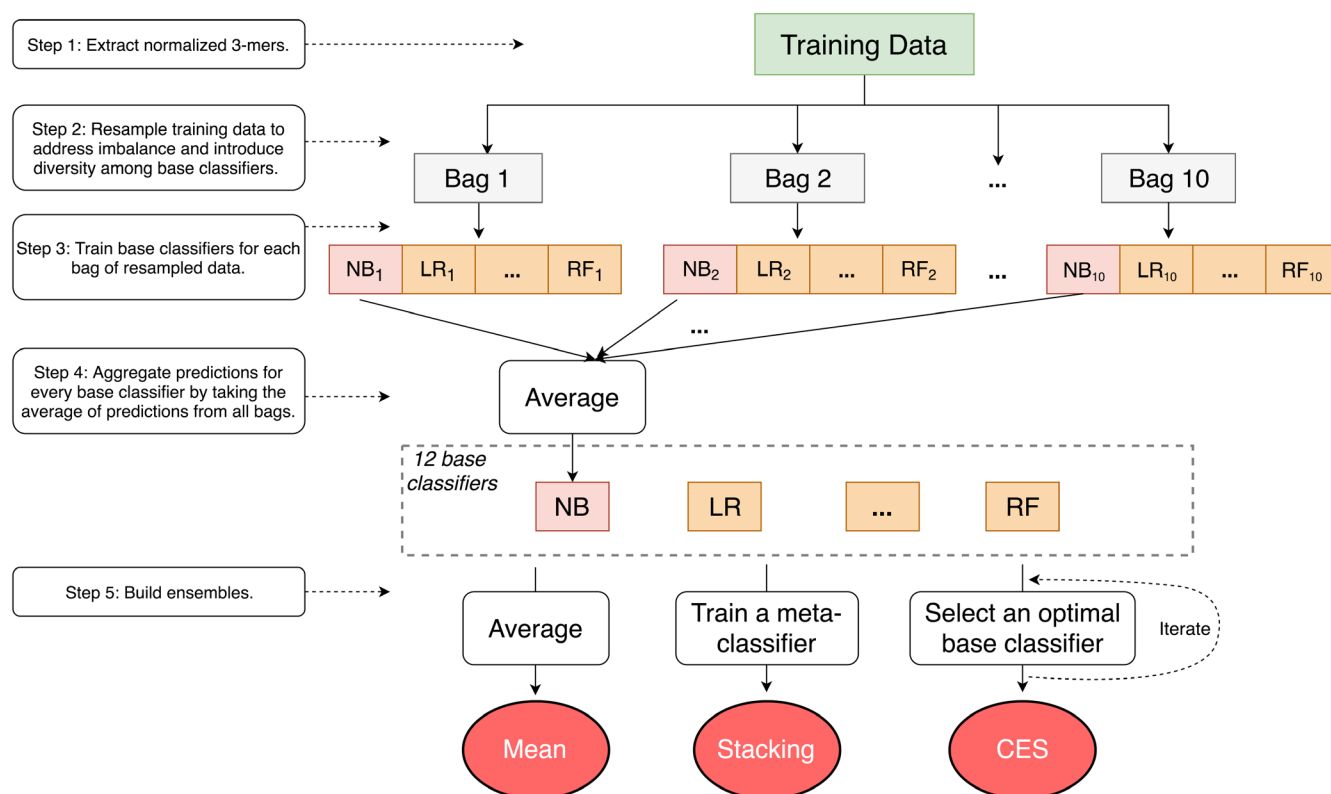 Step 1: Extract normalized 3-mers.
Training Data
Step 2: Resample training data to
address imbalance and introduce
diversity among base classifiers.
Bag 1
Bag 2
...
Bag 10
Step 3: Train base classifiers for each
bag of resampled data.
NB1 LR1 ... RF1
NB2 LR2 ... RF2
...
NB10 LR10 ... RF10
...
Step 4: Aggregate predictions for
every base classifier by taking the
average of predictions from all bags.
Average
12 base
classifiers
NB
LR
...
RF
Step 5: Build ensembles.
Average
Train a meta-
classifier
Select an optimal
base classifier
Iterate
Mean
Stacking
CES